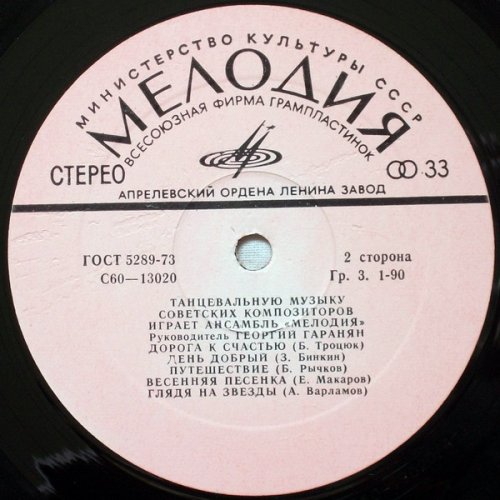 МИНИСТЕРСТВО КУЛЬТУРЫ СССР
МЕЛОДИЯ
ВСЕСОЮЗНАЯ ФИРМА ГРАМПЛАСТИНОК
СТЕРЕО
33
АПРЕЛЕВСКИЙ ОРДЕНА ЛЕНИНА ЗАВОД
ГОСТ 5289-73
2 сторона
С60—13020
Гр. 3. 1-90
ТАНЦЕВАЛЬНУЮ МУЗЫКУ
СОВЕТСКИХ КОМПОЗИТОРОВ
ИГРАЕТ АНСАМБЛЬ «МЕЛОДИЯ»
Руководитель ГЕОРГИЙ ГАРАНЯН
ДОРОГА К СЧАСТЬЮ (Б. Троцюк)
ДЕНЬ ДОБРЫЙ (З. Бинкин)
ПУТЕШЕСТВИЕ (Б. Рычков)
ВЕСЕННЯЯ ПЕСЕНКА (Е. Макаров)
ГЛЯДЯ НА ЗВЕЗДЫ (А. Варламов)